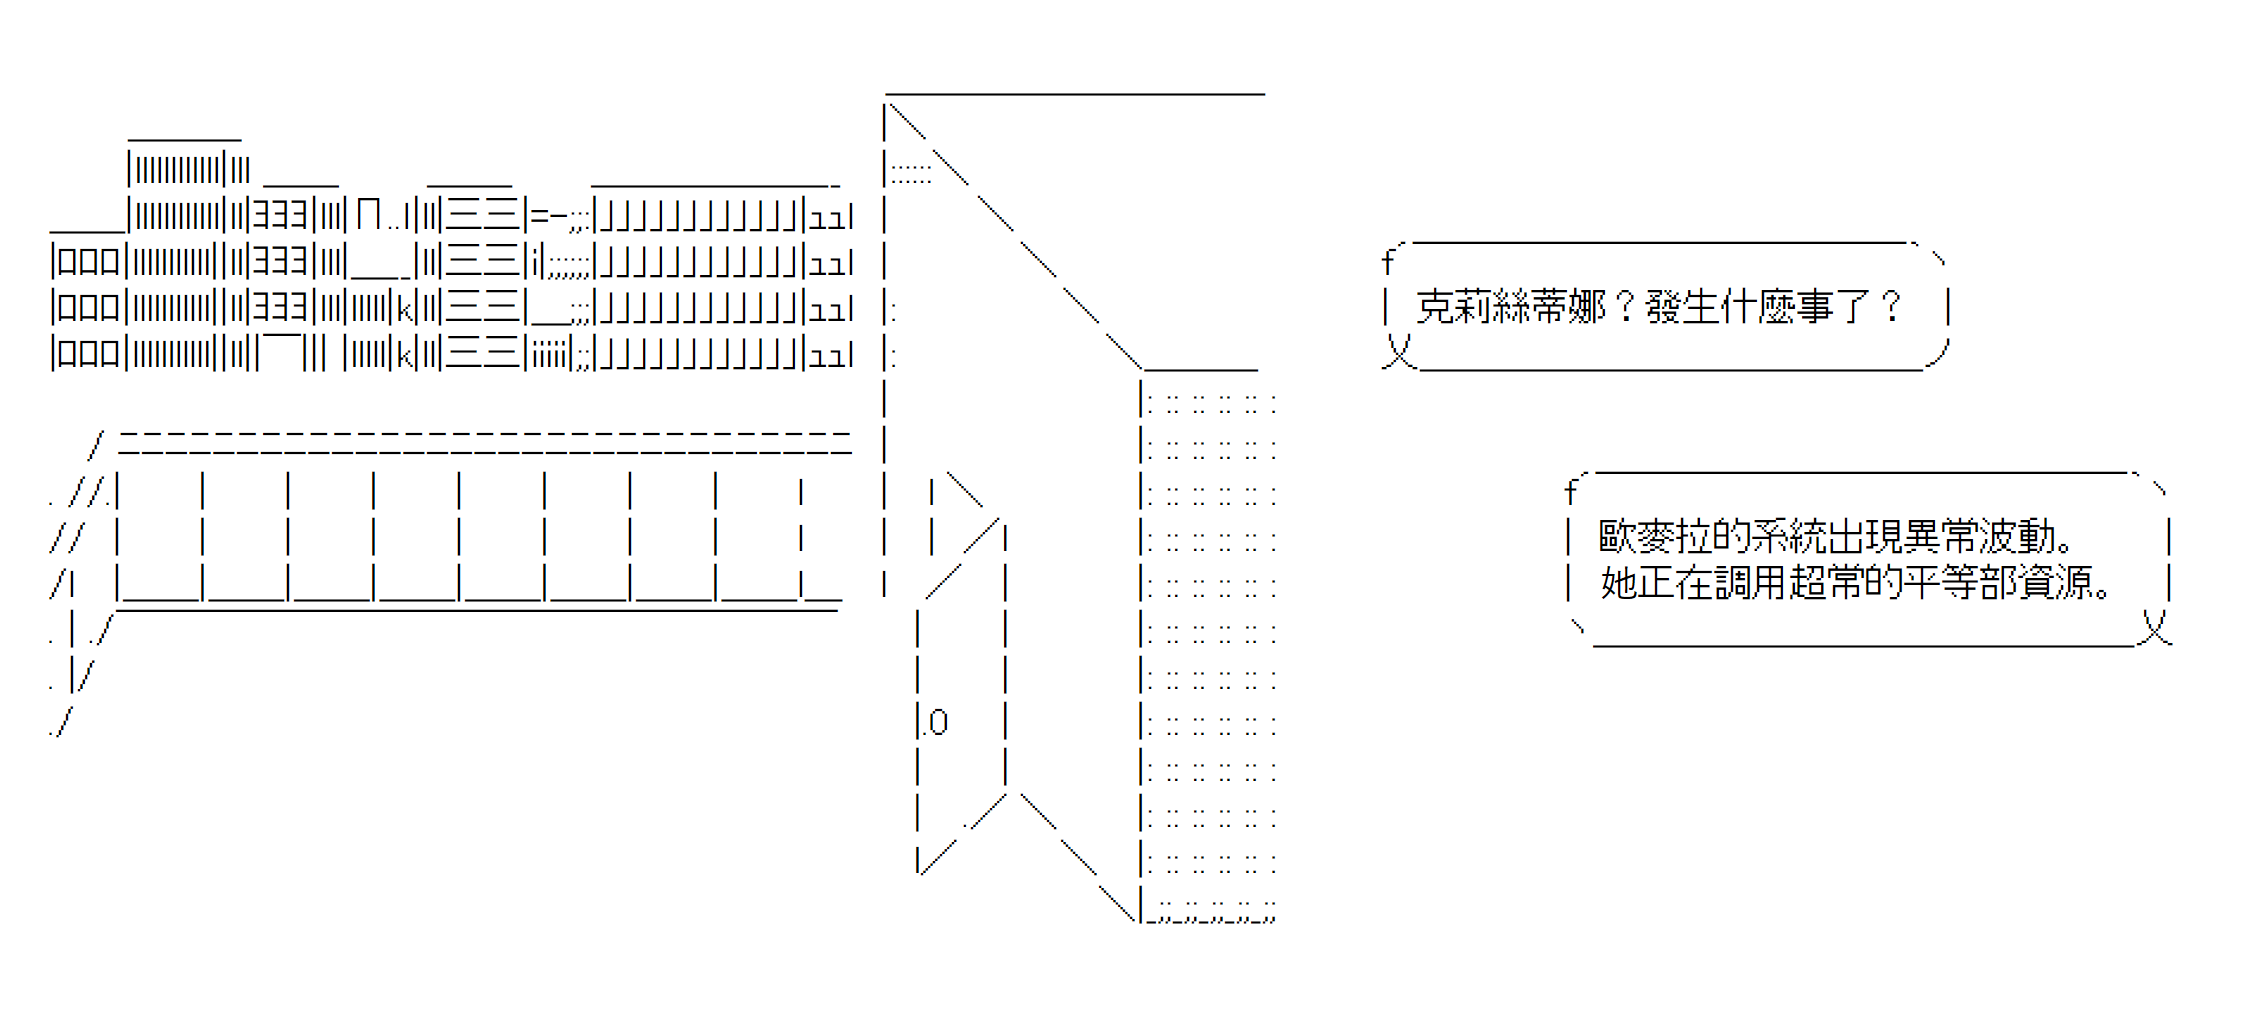 克莉絲蒂娜？發生什麼事了？
歐麥拉的系統出現異常波動。
她正在調用超常的平等部資源。